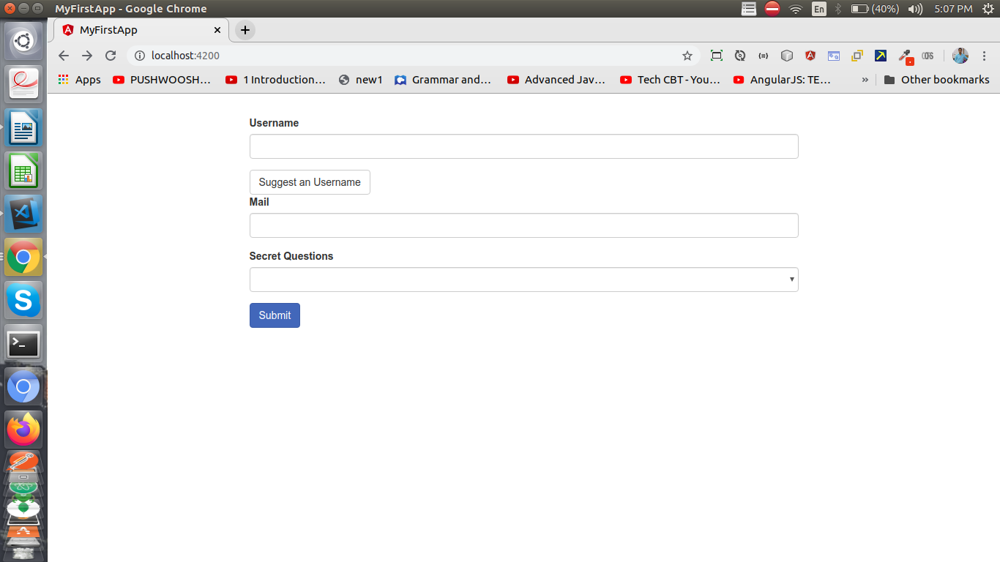 MyFirstApp - Google Chrome
En
(40%)
5:07 PM
MyFirstApp
localhost:4200
Apps
PUSHWOOSH...
1 Introduction...
new1
Grammar and...
Advanced Jav...
Tech CBT - You...
AngularJS: TE...
»
Other bookmarks
Username
Suggest an Username
Mail
Secret Questions
Submit